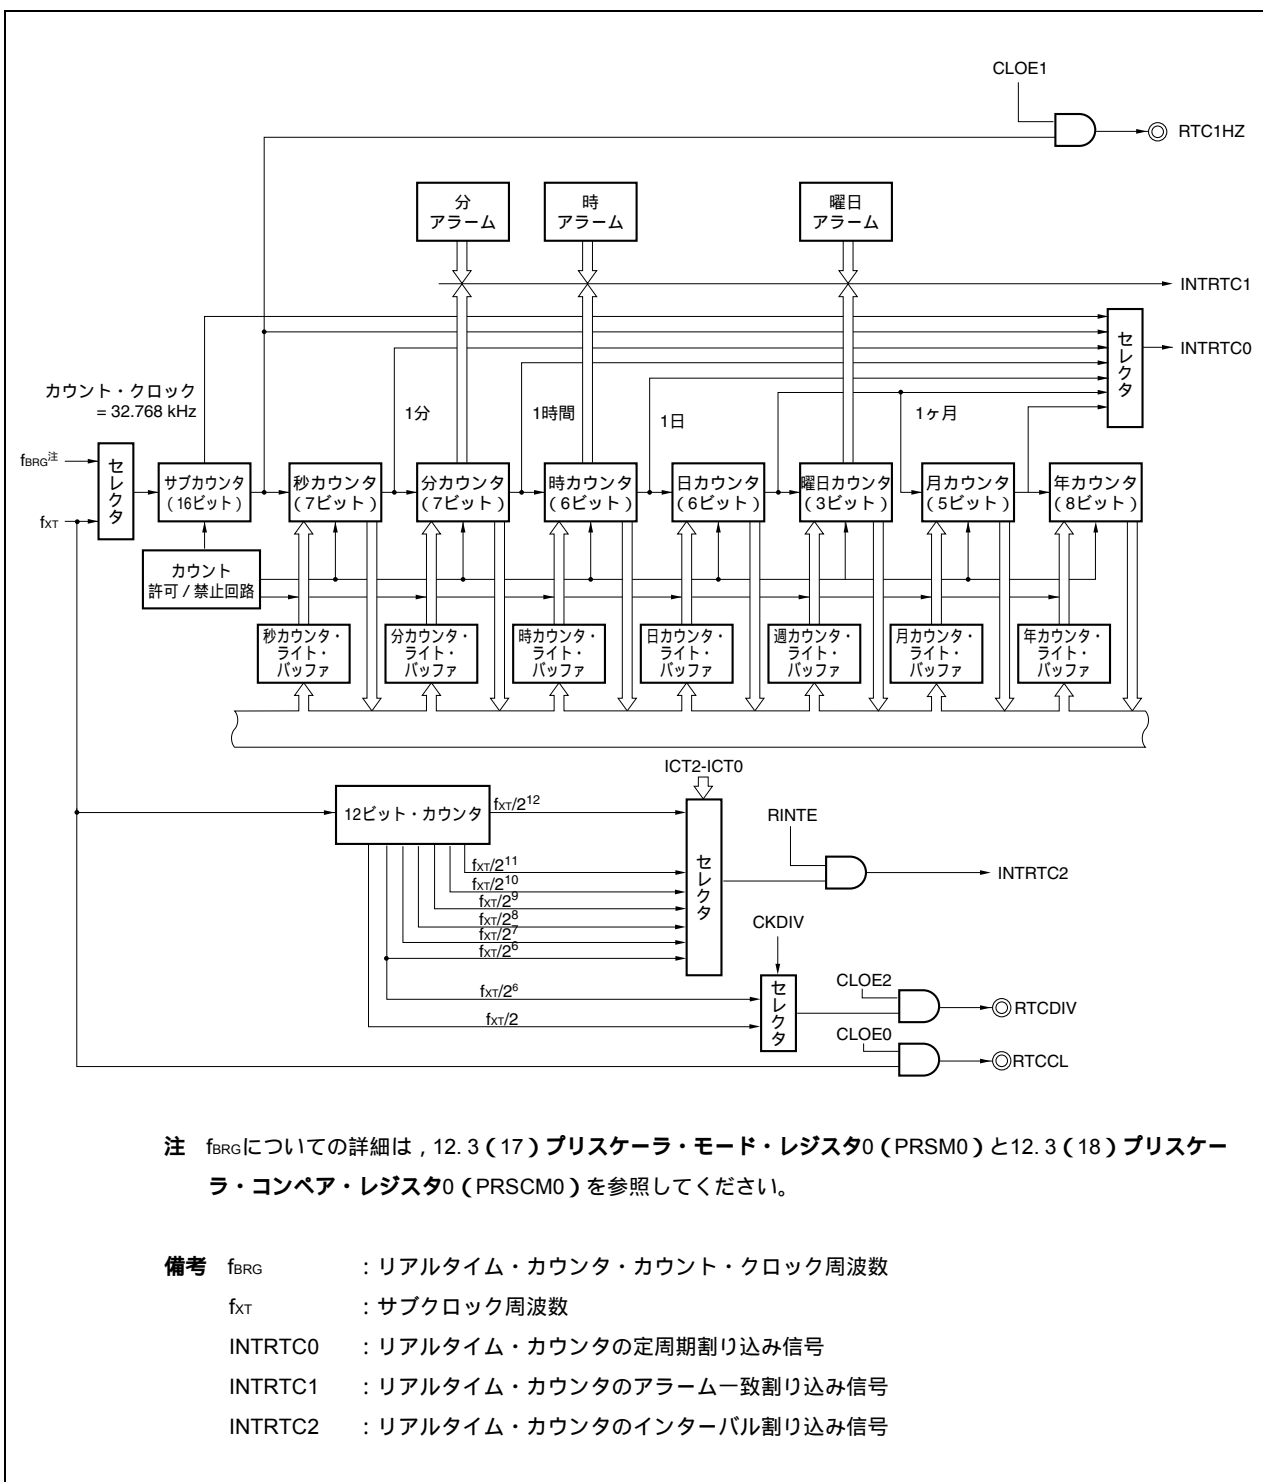 CLOE1
RTC1HZ
分
アラーム
時
アラーム
曜日
アラーム
INTRTC1
INTRTC0
セレクタ
カウント・クロック
= 32.768 kHz
1分
1時間
1日
1ヶ月
fBRG注
fXT
セレクタ
サブカウンタ
(16ビット)
秒カウンタ
(7ビット)
分カウンタ
(7ビット)
時カウンタ
(6ビット)
日カウンタ
(6ビット)
曜日カウンタ
(3ビット)
月カウンタ
(5ビット)
年カウンタ
(8ビット)
カウント
許可/禁止回路
秒カウンタ・
ライト・
バッファ
分カウンタ・
ライト・
バッファ
時カウンタ・
ライト・
バッファ
日カウンタ・
ライト・
バッファ
週カウンタ・
ライト・
バッファ
月カウンタ・
ライト・
バッファ
年カウンタ・
ライト・
バッファ
ICT2-ICT0
12ビット・カウンタ
fXT/2^12
fXT/2^11
fXT/2^10
fXT/2^9
fXT/2^8
fXT/2^7
fXT/2^6
セレクタ
RINTE
INTRTC2
CKDIV
fXT/2^6
fXT/2
セレクタ
CLOE2
RTCDIV
CLOE0
RTCCL
注 fBRGについての詳細は,12. 3(17)プリスケーラ・モード・レジスタ0(PRSM0)と12. 3(18)プリスケー
ラ・コンペア・レジスタ0(PRSCM0)を参照してください。
備考 fBRG :リアルタイム・カウンタ・カウント・クロック周波数
fXT :サブクロック周波数
INTRTC0 :リアルタイム・カウンタの定周期割り込み信号
INTRTC1 :リアルタイム・カウンタのアラーム一致割り込み信号
INTRTC2 :リアルタイム・カウンタのインターバル割り込み信号